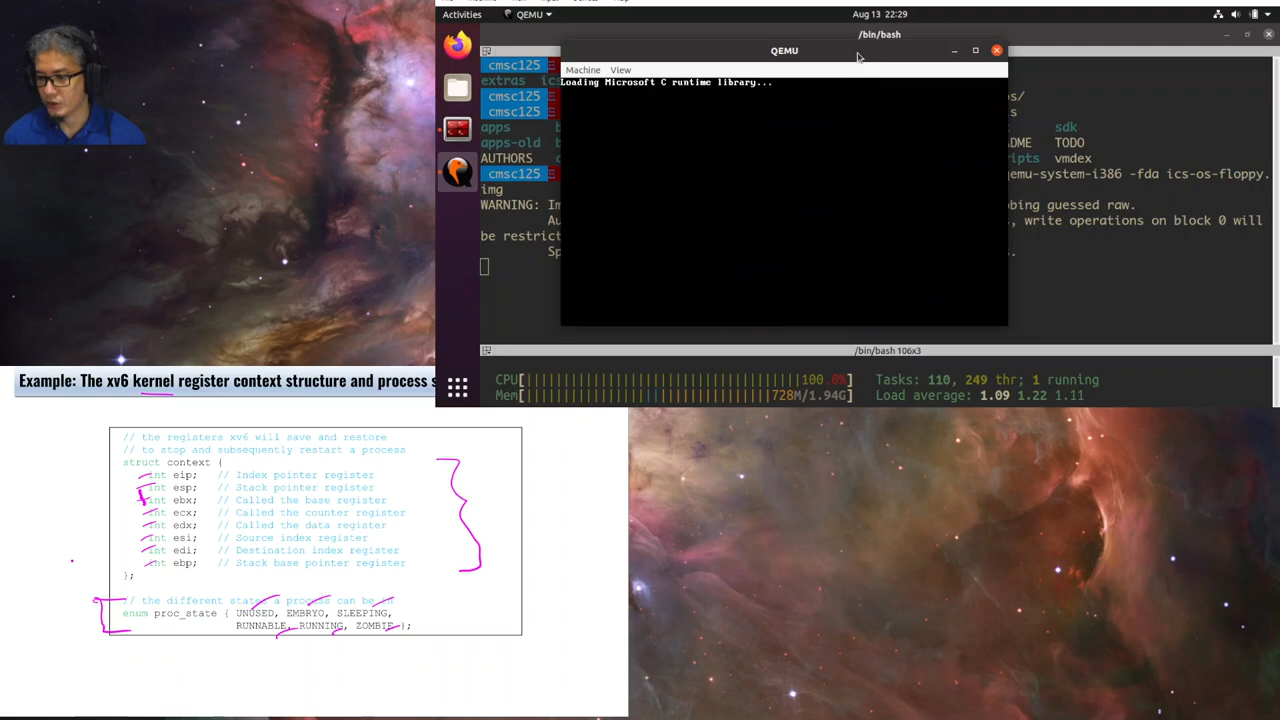 Activities
QEMU
Aug 13 22:29
/bin/bash
QEMU
Machine View
Loading Microsoft C runtime library...
cmsc125
extras ics
cmsc125
os/
cmsc125
s
apps
sdk
apps-old
DME TODO
AUTHORS
ripts vmdex
cmsc125
qemu-system-i386 -fda ics-os-floppy.
img
WARNING: Im
obing guessed raw.
Au
s, write operations on block 0 will
be restrict
Sp
/bin/bash 106x3
CPU[100.0%] Tasks: 110, 249 thr; 1 running
Mem[728M/1.94G] Load average: 1.09 1.22 1.11
Example: The xv6 kernel register context structure and process s
// the registers xv6 will save and restore
// to stop and subsequently restart a process
struct context {
int eip; // Index pointer register
int esp; // Stack pointer register
int ebx; // Called the base register
int ecx; // Called the counter register
int edx; // Called the data register
int esi; // Source index register
int edi; // Destination index register
int ebp; // Stack base pointer register
};
// the different states a process can be in
enum proc_state { UNUSED, EMBRYO, SLEEPING,
RUNNABLE, RUNNING, ZOMBIE };